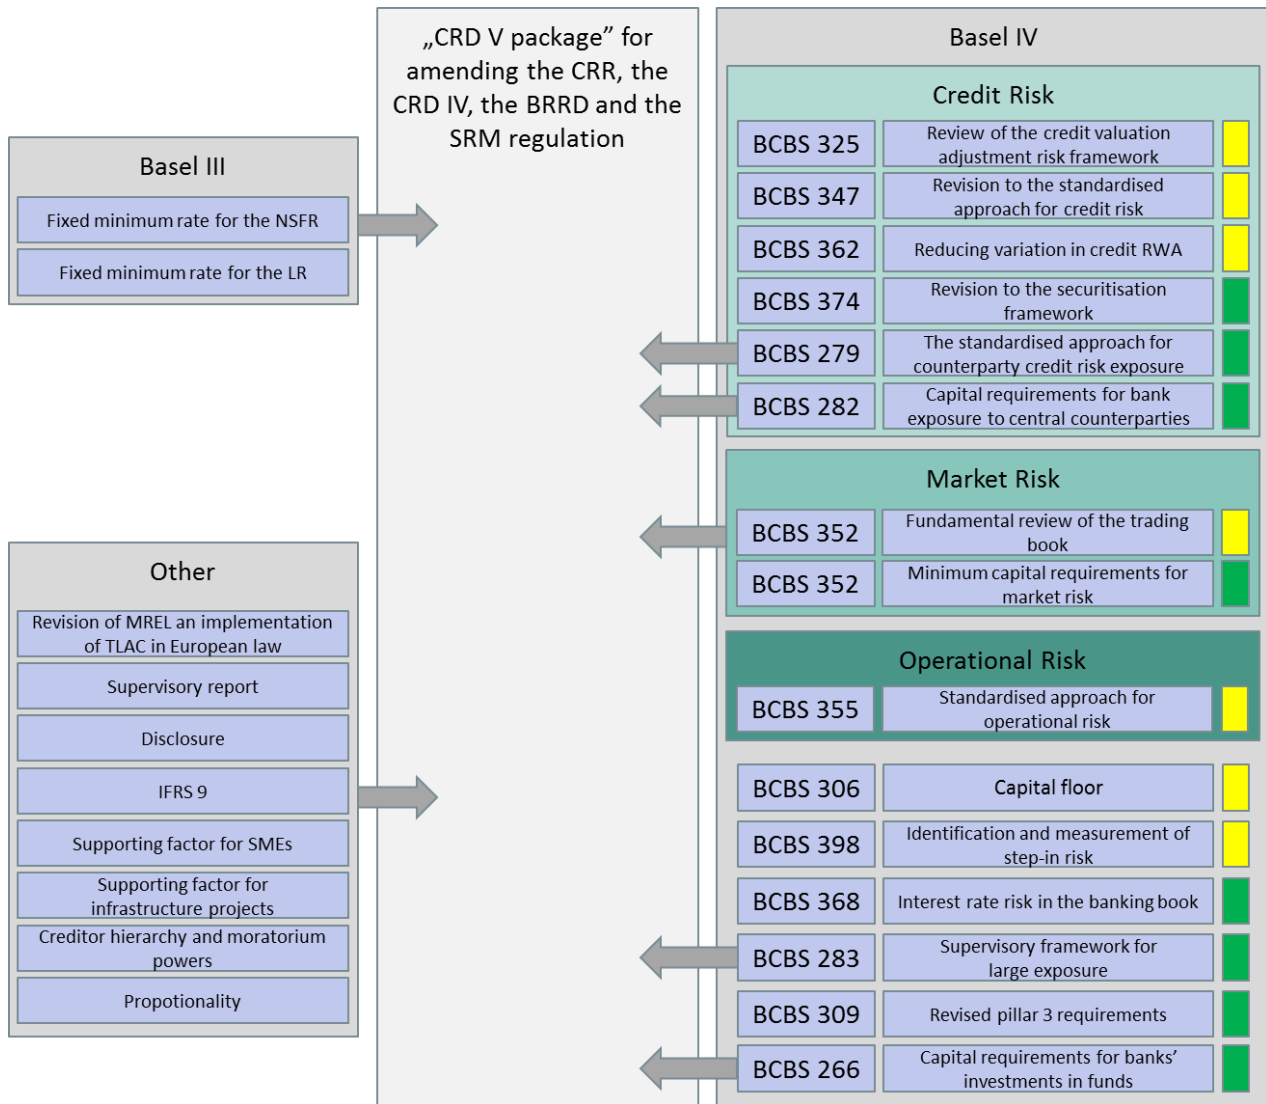 „CRD V package” for
amending the CRR, the
CRD IV, the BRRD and the
SRM regulation
Basel III
Fixed minimum rate for the NSFR
Fixed minimum rate for the LR
Other
Revision of MREL an implementation
of TLAC in European law
Supervisory report
Disclosure
IFRS 9
Supporting factor for SMEs
Supporting factor for
infrastructure projects
Creditor hierarchy and moratorium
powers
Propotionality
Basel IV
Credit Risk
BCBS 325
Review of the credit valuation
adjustment risk framework
BCBS 347
Revision to the standardised
approach for credit risk
BCBS 362
Reducing variation in credit RWA
BCBS 374
Revision to the securitisation
framework
BCBS 279
The standardised approach for
counterparty credit risk exposure
BCBS 282
Capital requirements for bank
exposure to central counterparties
Market Risk
BCBS 352
Fundamental review of the trading
book
BCBS 352
Minimum capital requirements for
market risk
Operational Risk
BCBS 355
Standardised approach for
operational risk
BCBS 306
Capital floor
BCBS 398
Identification and measurement of
step-in risk
BCBS 368
Interest rate risk in the banking book
BCBS 283
Supervisory framework for
large exposure
BCBS 309
Revised pillar 3 requirements
BCBS 266
Capital requirements for banks’
investments in funds